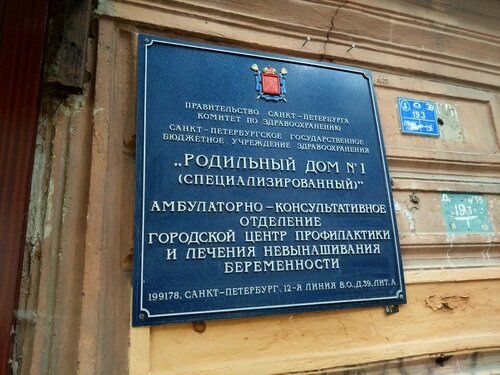 ПРАВИТЕЛЬСТВО САНКТ-ПЕТЕРБУРГА
КОМИТЕТ ПО ЗДРАВООХРАНЕНИЮ
САНКТ-ПЕТЕРБУРГСКОЕ ГОСУДАРСТВЕННОЕ
БЮДЖЕТНОЕ УЧРЕЖДЕНИЕ ЗДРАВООХРАНЕНИЯ
„РОДИЛЬНЫЙ ДОМ №1
(СПЕЦИАЛИЗИРОВАННЫЙ)"
АМБУЛАТОРНО-КОНСУЛЬТАТИВНОЕ
ОТДЕЛЕНИЕ
ГОРОДСКОЙ ЦЕНТР ПРОФИЛАКТИКИ
И ЛЕЧЕНИЯ НЕВЫНАШИВАНИЯ
БЕРЕМЕННОСТИ
199178. САНКТ-ПЕТЕРБУРГ, 12-Я ЛИНИЯ В.О., Д.39, ЛИТ.А
193
193